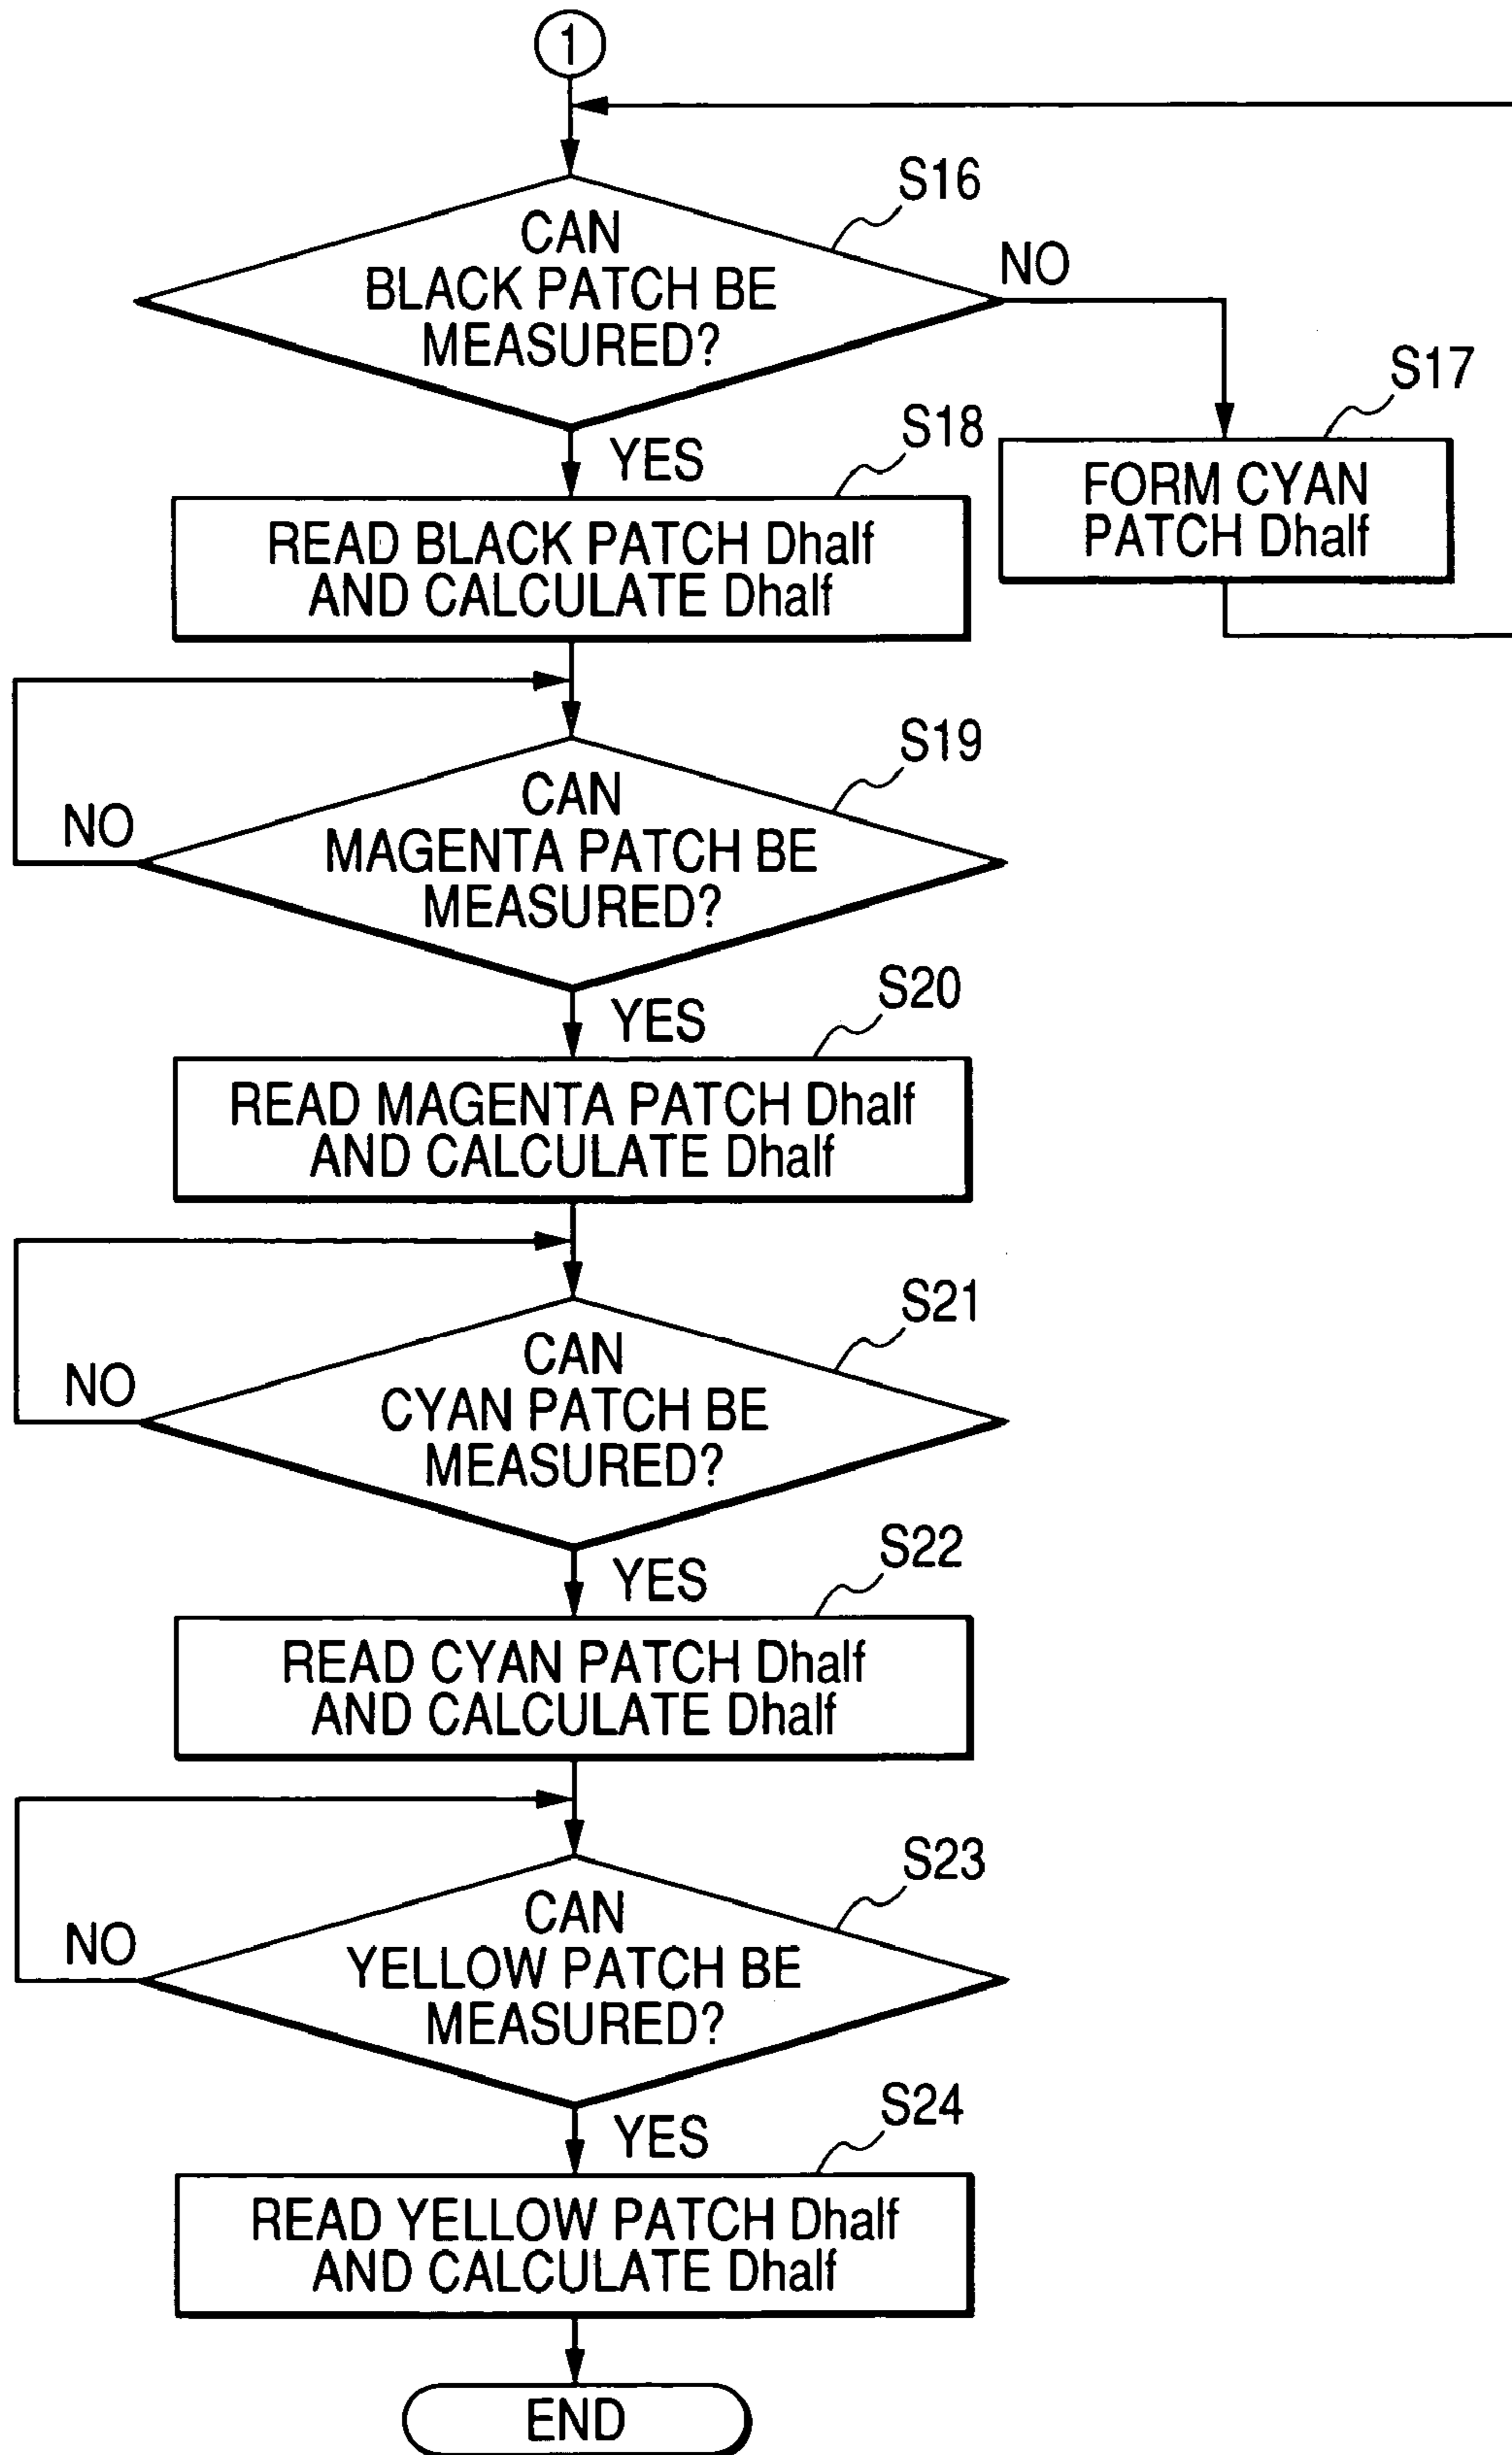 1
S16
CAN
BLACK PATCH BE
MEASURED?
NO
S17
FORM CYAN
PATCH Dhalf
YES
S18
READ BLACK PATCH Dhalf
AND CALCULATE Dhalf
S19
CAN
MAGENTA PATCH BE
MEASURED?
NO
YES
S20
READ MAGENTA PATCH Dhalf
AND CALCULATE Dhalf
S21
CAN
CYAN PATCH BE
MEASURED?
NO
YES
S22
READ CYAN PATCH Dhalf
AND CALCULATE Dhalf
S23
CAN
YELLOW PATCH BE
MEASURED?
NO
YES
S24
READ YELLOW PATCH Dhalf
AND CALCULATE Dhalf
END